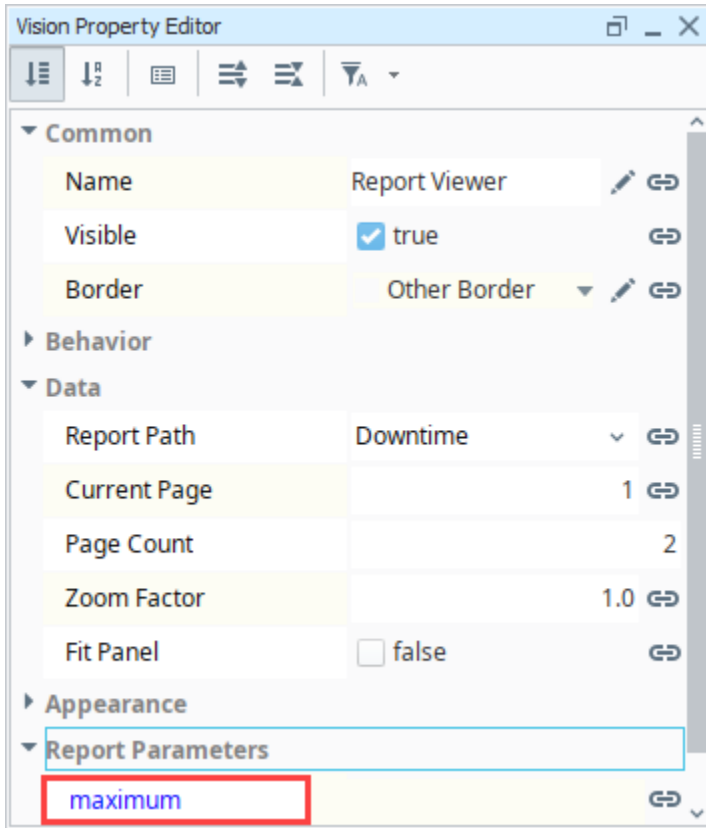 Vision Property Editor
Common
Name Report Viewer
Visible true
Border Other Border
Behavior
Data
Report Path Downtime
Current Page 1
Page Count 2
Zoom Factor 1.0
Fit Panel false
Appearance
Report Parameters
maximum